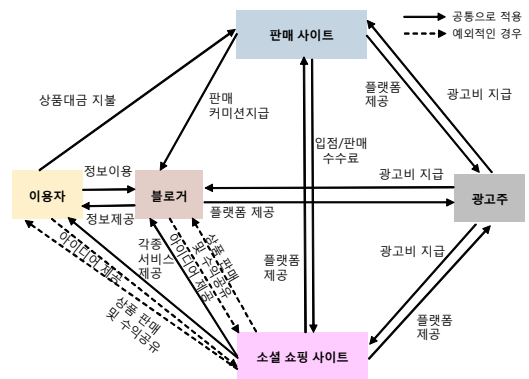 판매 사이트
공통으로 적용
예외적인 경우
상품대금 지불
판매
커미션지급
플랫폼
제공
광고비 지급
입점/판매
수수료
정보이용
이용자
블로거
정보제공
광고비 지급
플랫폼 제공
광고주
각종
서비스
제공
아이디어 제공
상품 판매
및 수익공유
아이디어 제공
상품 판매
및 수익공유
플랫폼
제공
광고비 지급
플랫폼
제공
소셜 쇼핑 사이트